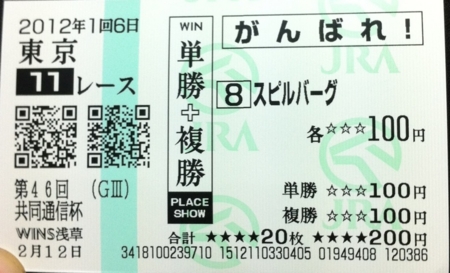 2012年1回6日
東京
11レース
第46回 (GⅢ)
共同通信杯
WINS浅草
2月12日
WIN
単勝+複勝
PLACE
SHOW
がんばれ!
JRA
JRA
8 スピルバーグ
各☆☆☆100円
単勝 ☆☆☆100円
複勝 ☆☆☆100円
合計 ★★★★20枚 ★★★★200円
3418100239710 1512110330405 01949408 120386